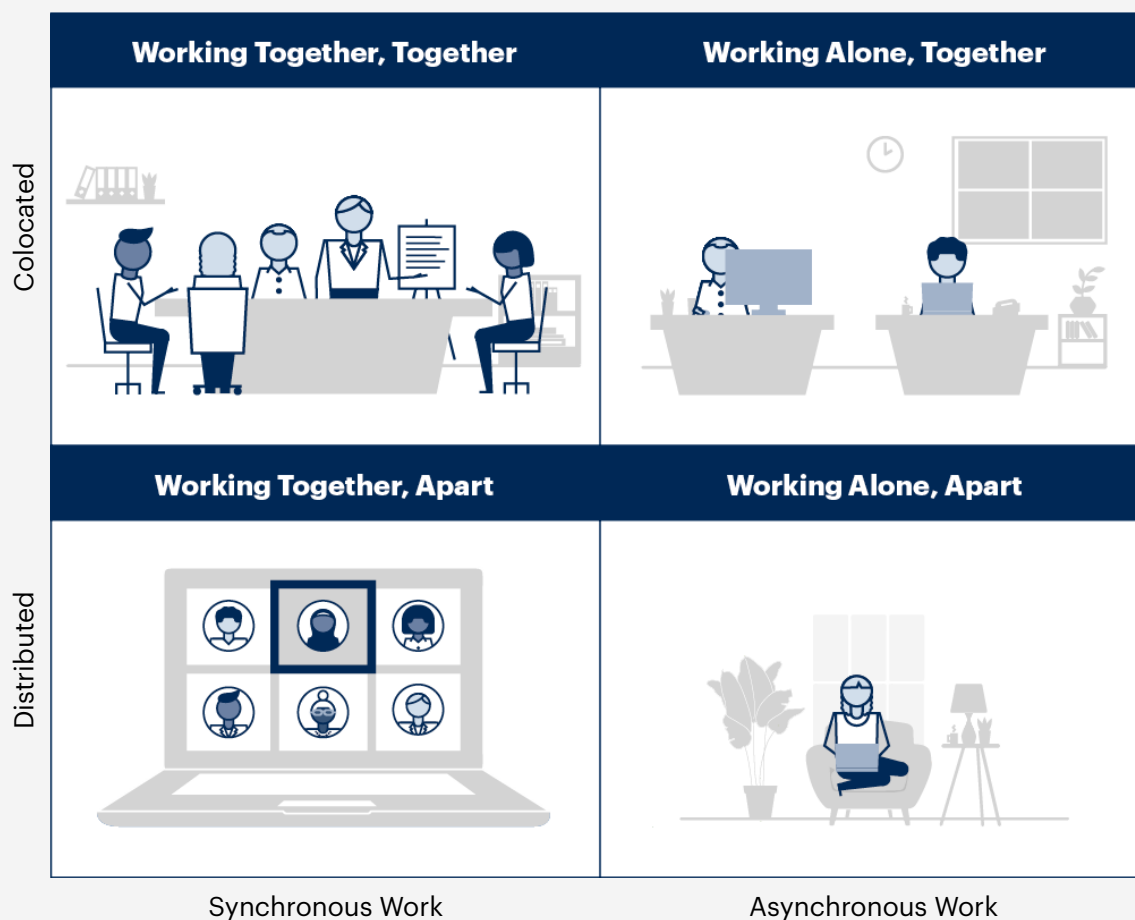 Working Together, Together
Working Alone, Together
Colocated
Working Together, Apart
Working Alone, Apart
Distributed
Synchronous Work
Asynchronous Work